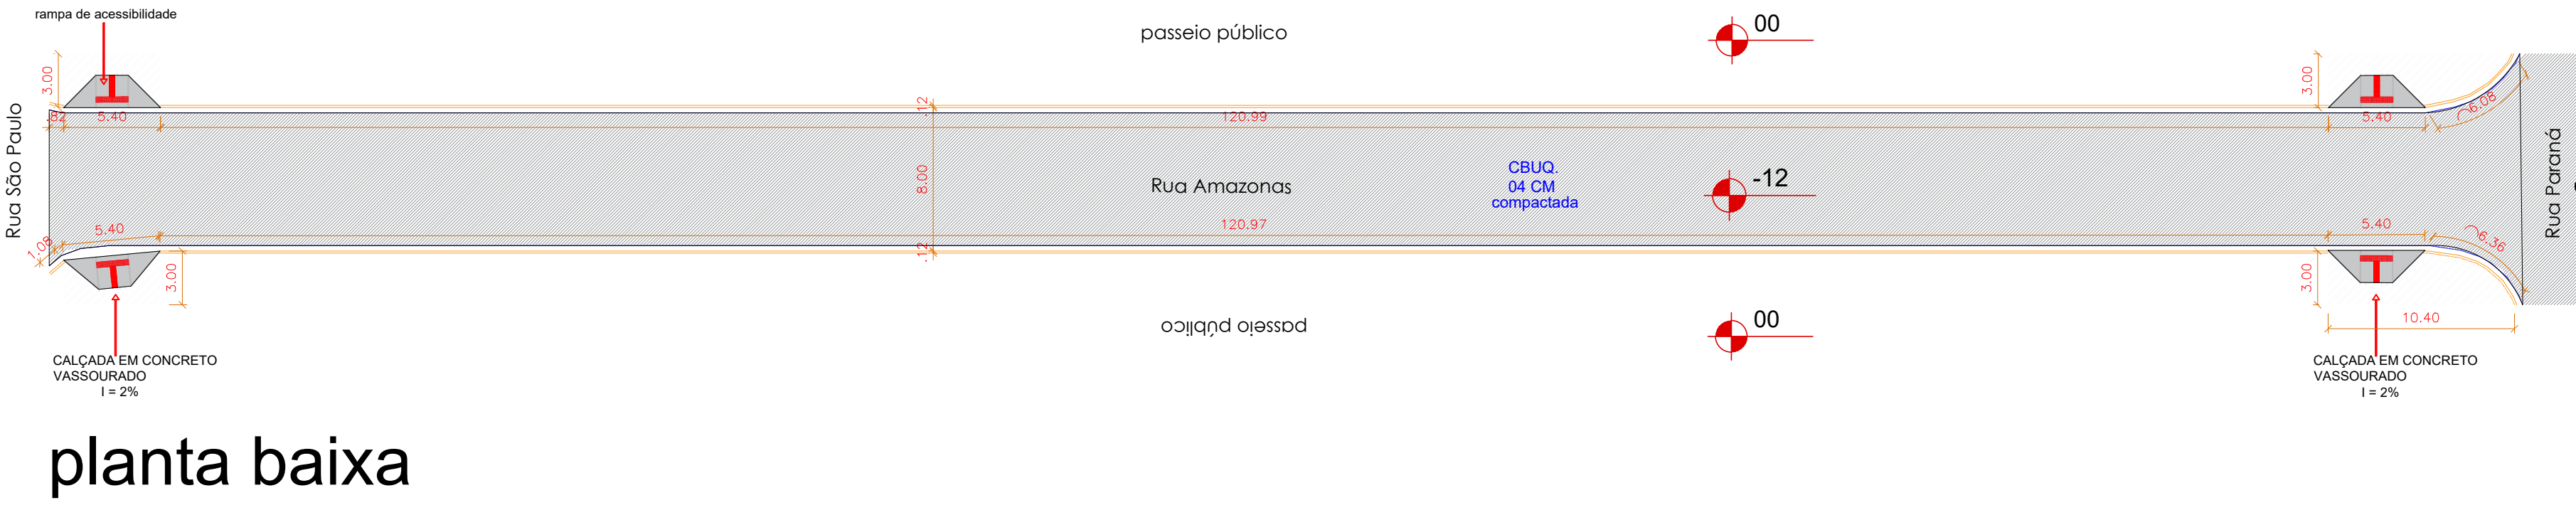 rampa de acessibilidade
passeio público
00
3.00
3.00
Rua São Paulo
.82
5.40
.12
120.99
5.40
6.08
8.00
Rua Amazonas
CBUQ.
04 CM
compactada
-12
Rua Paraná
1.08
5.40
.12
120.97
5.40
6.36
3.00
3.00
passeio público
00
10.40
CALÇADA EM CONCRETO
VASSOURADO
I = 2%
CALÇADA EM CONCRETO
VASSOURADO
I = 2%
planta baixa